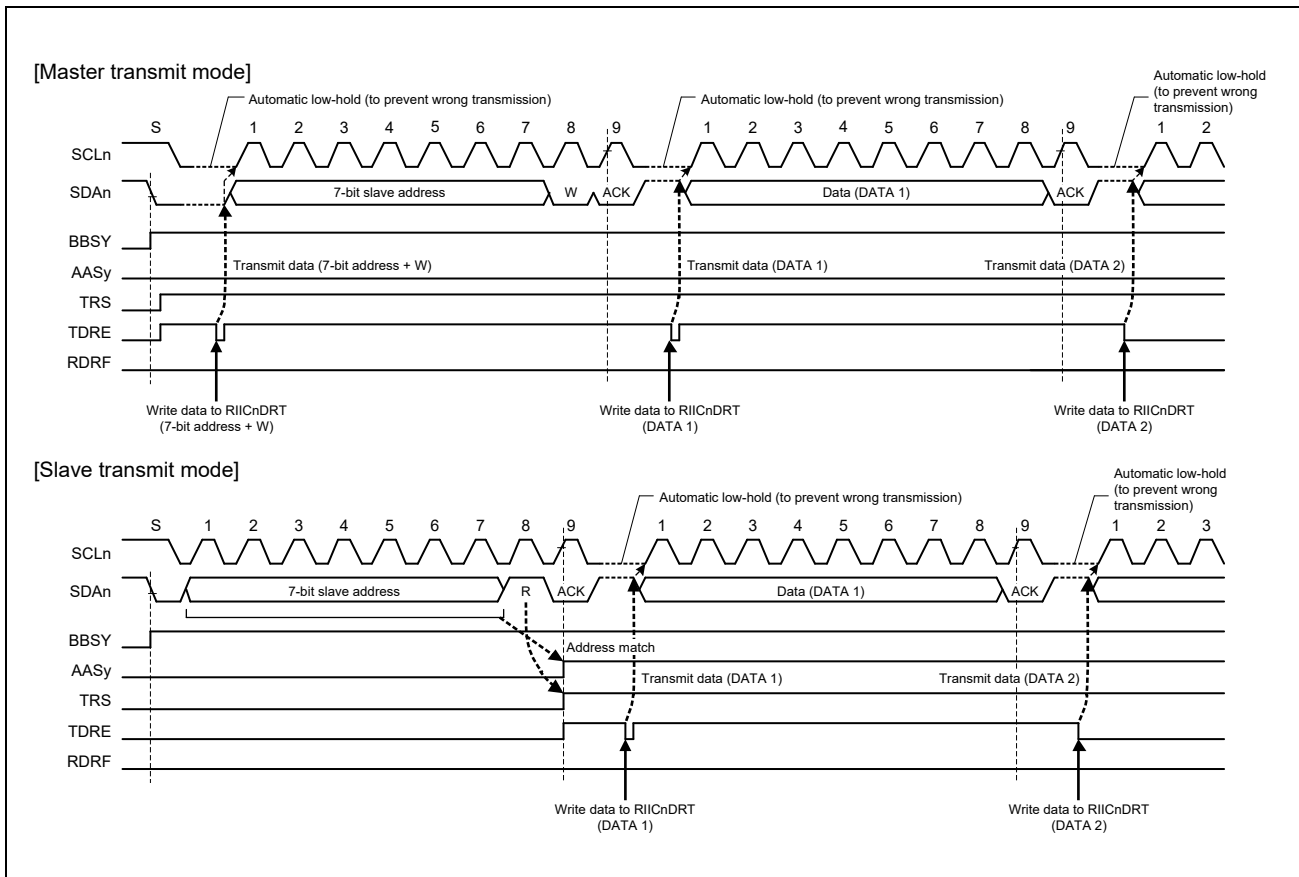 [Master transmit mode]
Automatic low-hold (to prevent wrong transmission)
Automatic low-hold (to prevent wrong transmission)
Automatic low-hold
(to prevent wrong
transmission)
S 1 2 3 4 5 6 7 8 9 1 2 3 4 5 6 7 8 9 1 2
SCLn
SDAn 7-bit slave address W ACK Data (DATA 1) ACK
BBSY
Transmit data (7-bit address + W) Transmit data (DATA 1) Transmit data (DATA 2)
AASy
TRS
TDRE
RDRF
Write data to RIICnDRT
(7-bit address + W)
Write data to RIICnDRT
(DATA 1)
Write data to RIICnDRT
(DATA 2)
[Slave transmit mode]
Automatic low-hold (to prevent wrong transmission)
Automatic low-hold
(to prevent wrong
transmission)
S 1 2 3 4 5 6 7 8 9 1 2 3 4 5 6 7 8 9 1 2 3
SCLn
SDAn 7-bit slave address R ACK Data (DATA 1) ACK
BBSY
Address match
AASy
Transmit data (DATA 1) Transmit data (DATA 2)
TRS
TDRE
RDRF
Write data to RIICnDRT
(DATA 1)
Write data to RIICnDRT
(DATA 2)